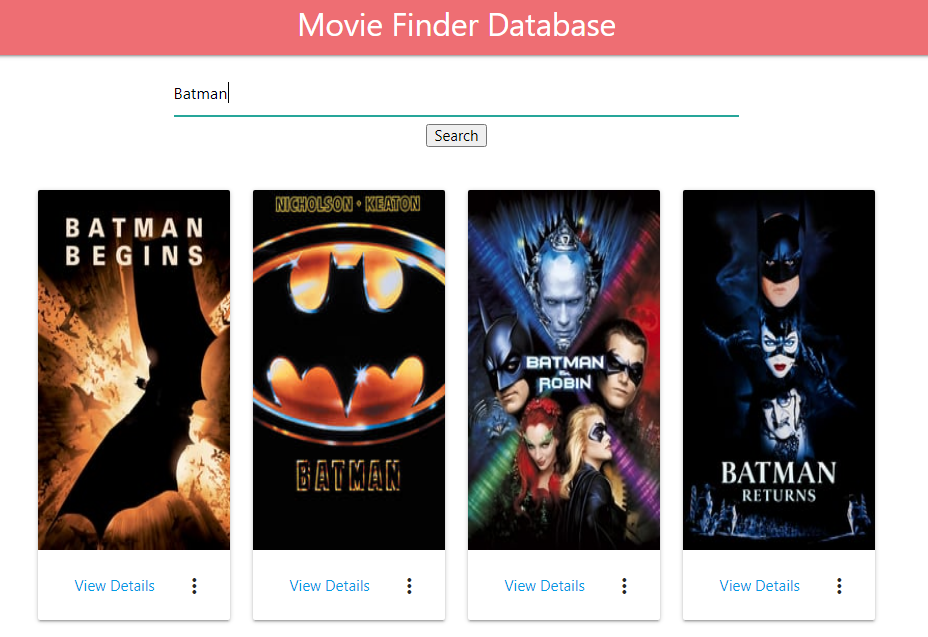 Movie Finder Database
Batman
Search
BATMAN
BEGINS
NICHOLSON • KEATON
BATMAN
BATMAN
&
ROBIN
BATMAN
RETURNS
View Details
View Details
View Details
View Details